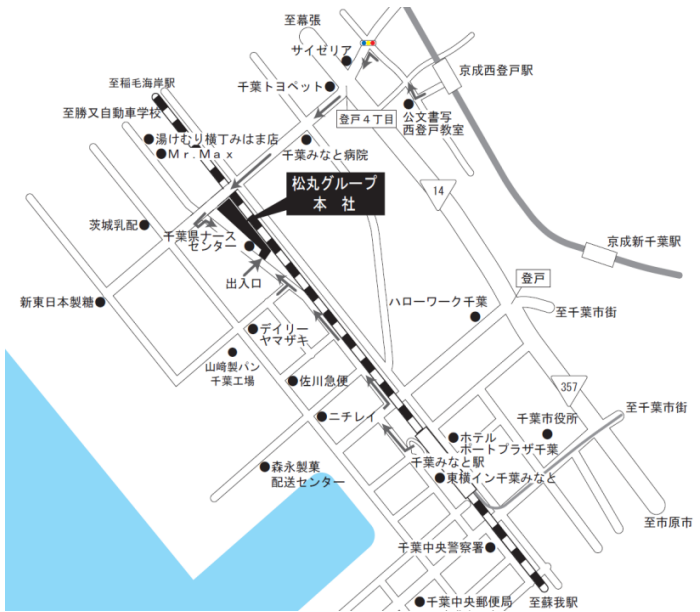 至幕張
サイゼリア
京成西登戸駅
至稲毛海岸駅
千葉トヨペット
至勝又自動車学校
登戸４丁目
公文書写
西登戸教室
湯けむり横丁みはま店
Ｍｒ.Ｍａｘ
千葉みなと病院
松丸グループ
本 社
14
茨城乳配
千葉県ナース
センター
京成新千葉駅
出入口
登戸
新東日本製糖
ハローワーク千葉
至千葉市街
デイリー
ヤマザキ
山﨑製パン
千葉工場
佐川急便
357
至千葉市街
ニチレイ
千葉市役所
ホテル
ポートプラザ千葉
千葉みなと駅
森永製菓
配送センター
東横イン千葉みなと
至市原市
千葉中央警察署
千葉中央郵便局
至蘇我駅